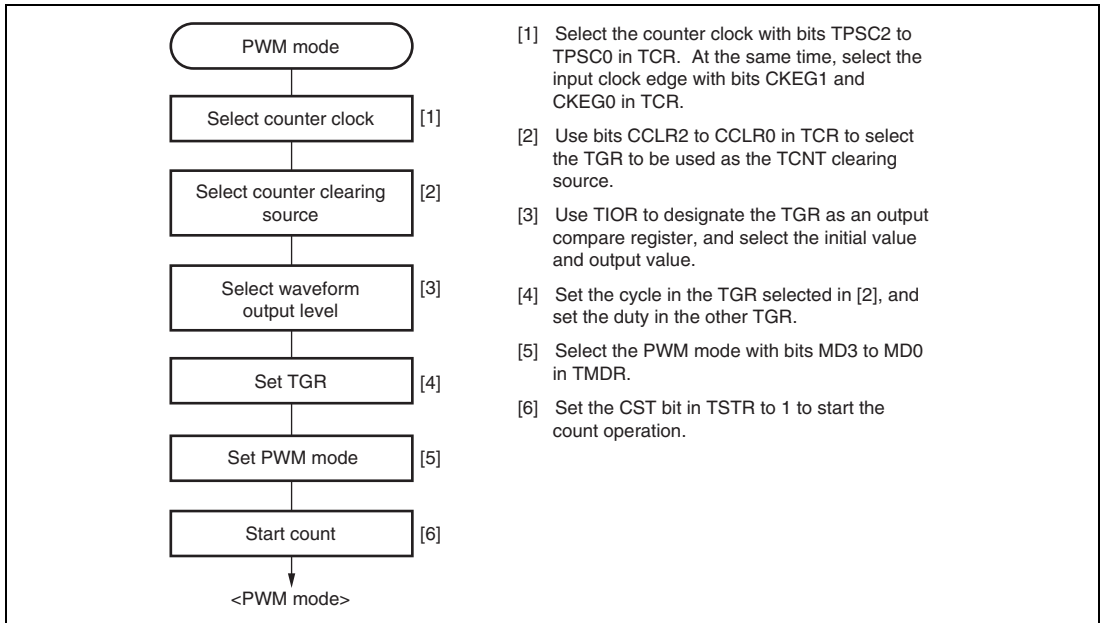 PWM mode
Select counter clock
[1]
Select counter clearing
source
[2]
Select waveform
output level
[3]
Set TGR
[4]
Set PWM mode
[5]
Start count
[6]
<PWM mode>
[1] Select the counter clock with bits TPSC2 to
TPSC0 in TCR. At the same time, select the
input clock edge with bits CKEG1 and
CKEG0 in TCR.
[2] Use bits CCLR2 to CCLR0 in TCR to select
the TGR to be used as the TCNT clearing
source.
[3] Use TIOR to designate the TGR as an output
compare register, and select the initial value
and output value.
[4] Set the cycle in the TGR selected in [2], and
set the duty in the other TGR.
[5] Select the PWM mode with bits MD3 to MD0
in TMDR.
[6] Set the CST bit in TSTR to 1 to start the
count operation.